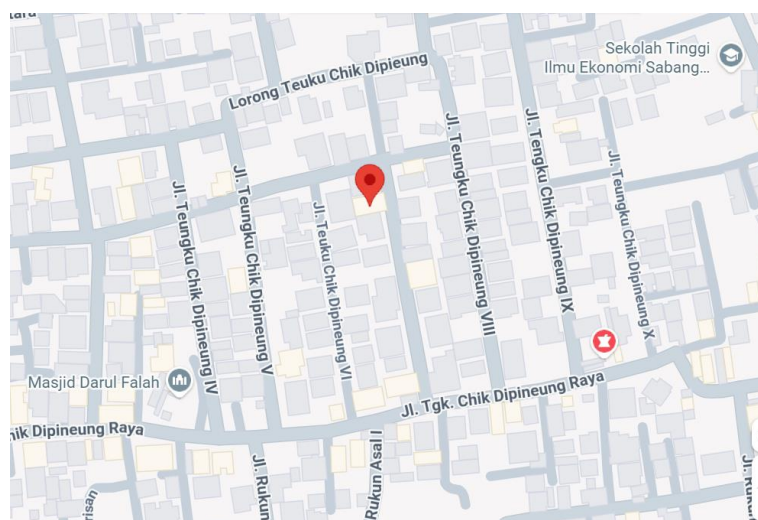 Sekolah Tinggi
Ilmu Ekonomi Sabang...
Lorong Teuku Chik Dipieung
Jl. Teungku Chik Dipineung IV
Jl. Teungku Chik Dipineung V
Jl. Teuku Chik Dipineung VI
Jl. Teungku Chik Dipineung VIII
Jl. Tengku Chik Dipineung IX
Jl. Teungku Chik Dipineung X
Masjid Darul Falah
Jl. Tgk. Chik Dipineung Raya
hik Dipineung Raya
Jl. Rukun
Rukun Asal I